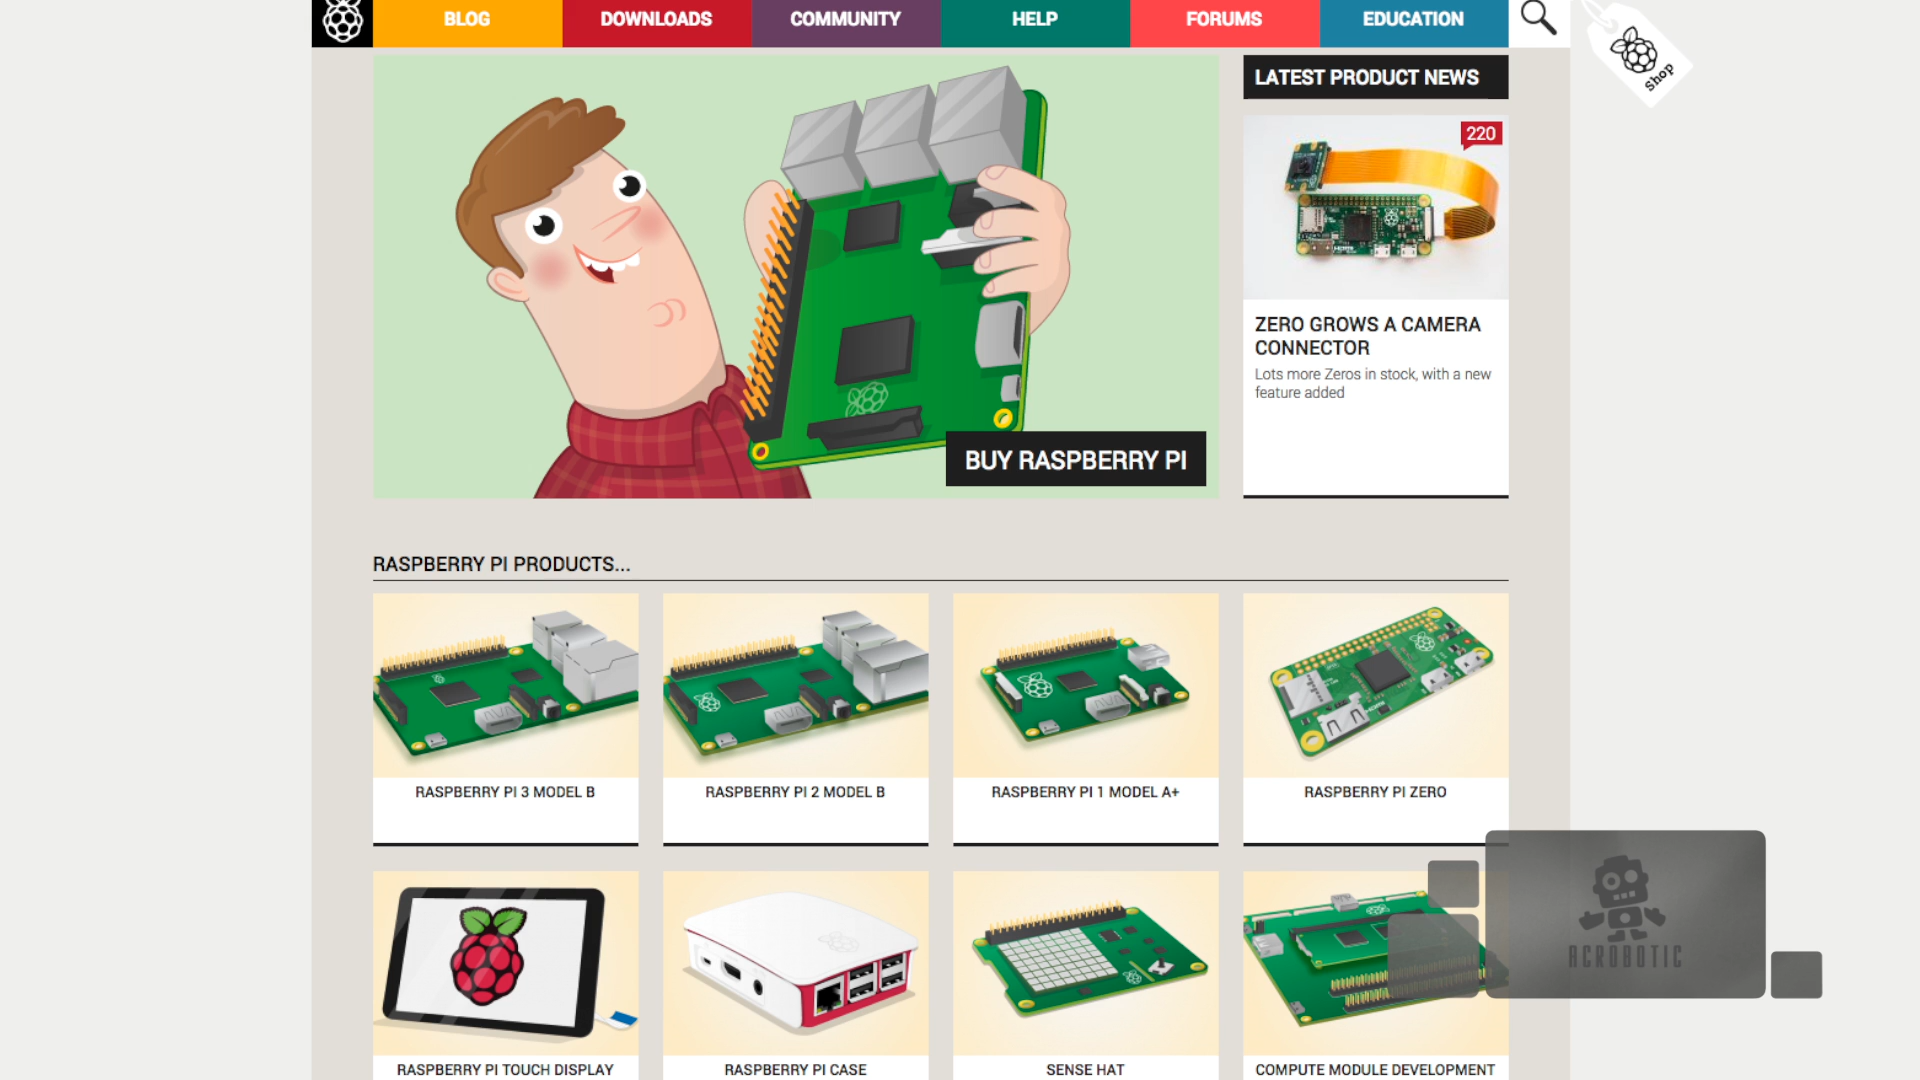 BLOG
DOWNLOADS
COMMUNITY
HELP
FORUMS
EDUCATION
Shop
LATEST PRODUCT NEWS
220
BUY RASPBERRY PI
ZERO GROWS A CAMERA
CONNECTOR
Lots more Zeros in stock, with a new
feature added
RASPBERRY PI PRODUCTS...
RASPBERRY PI 3 MODEL B
RASPBERRY PI 2 MODEL B
RASPBERRY PI 1 MODEL A+
RASPBERRY PI ZERO
ACROBOTIC
RASPBERRY PI TOUCH DISPLAY
RASPBERRY PI CASE
SENSE HAT
COMPUTE MODULE DEVELOPMENT